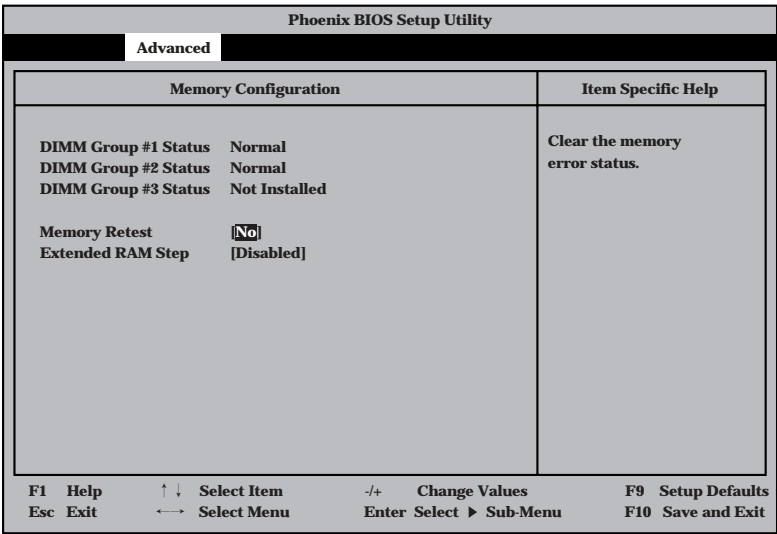 Phoenix BIOS Setup Utility
Advanced
Memory Configuration
Item Specific Help
DIMM Group #1 Status Normal
DIMM Group #2 Status Normal
DIMM Group #3 Status Not Installed
Memory Retest [No]
Extended RAM Step [Disabled]
Clear the memory
error status.
F1 Help ↑↓ Select Item -/+ Change Values F9 Setup Defaults
Esc Exit ←→ Select Menu Enter Select ▶ Sub-Menu F10 Save and Exit